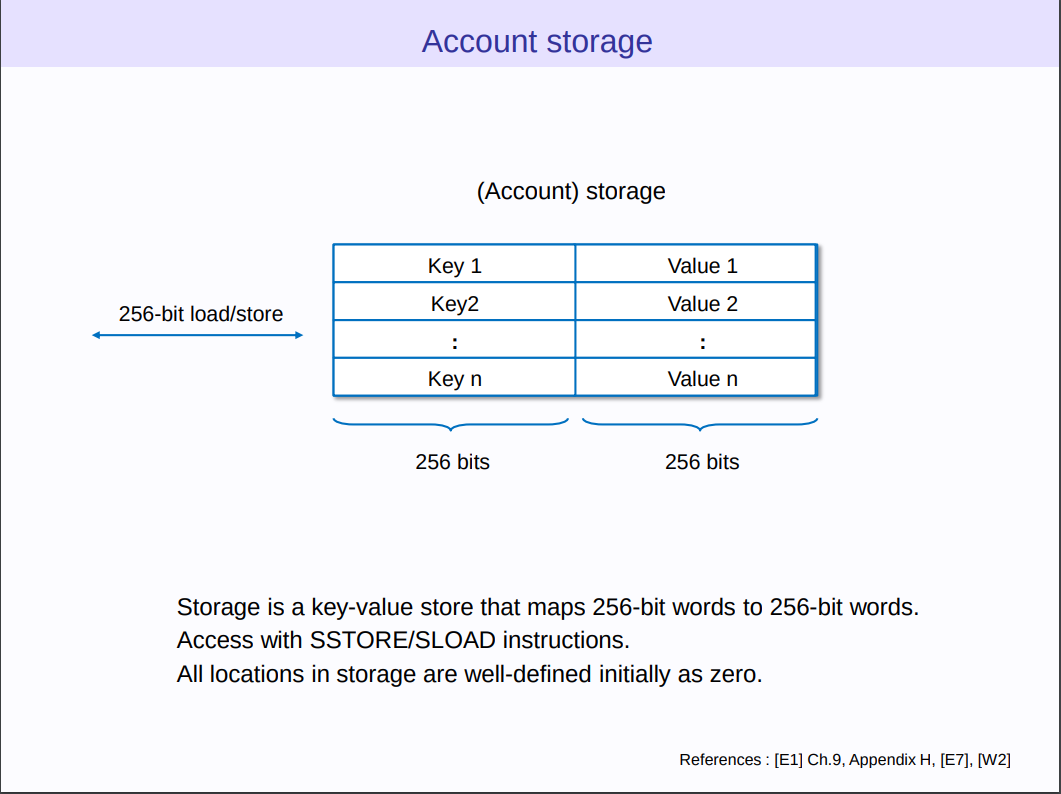 Account storage
(Account) storage
Key 1 Value 1
Key2 Value 2
256-bit load/store
: :
Key n Value n
256 bits 256 bits
Storage is a key-value store that maps 256-bit words to 256-bit words.
Access with SSTORE/SLOAD instructions.
All locations in storage are well-defined initially as zero.
References : [E1] Ch.9, Appendix H, [E7], [W2]